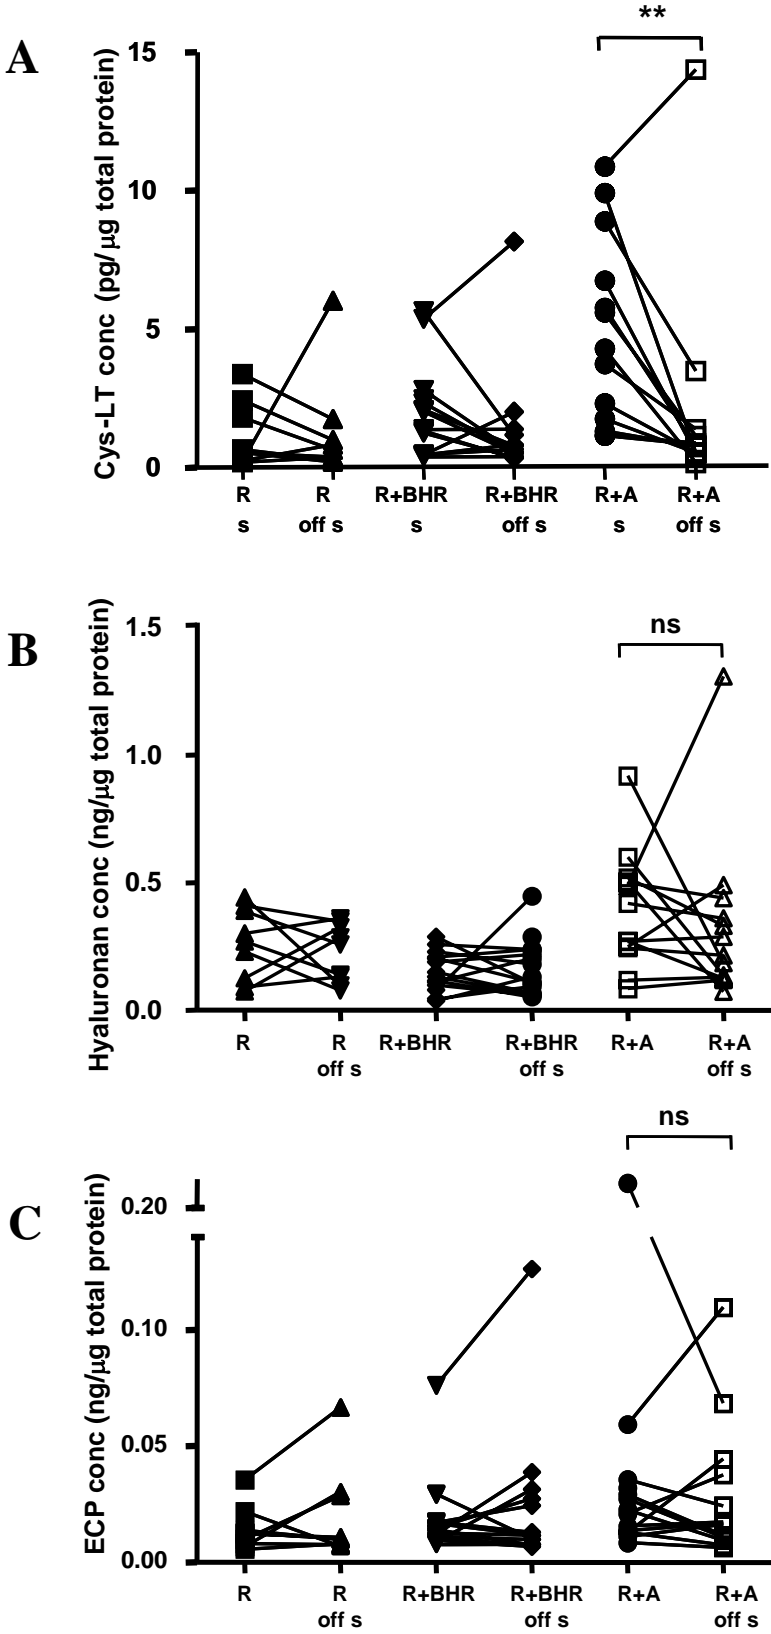 **
A
Cys-LT conc (pg/µg total protein)
15
10
5
0
R R R+BHR R+BHR R+A R+A
s off s s off s s off s
B
Hyaluronan conc (ng/µg total protein)
ns
1.5
1.0
0.5
0.0
R R R+BHR R+BHR R+A R+A
off s off s off s
C
ECP conc (ng/µg total protein)
ns
0.20
0.10
0.05
0.00
R R R+BHR R+BHR R+A R+A
off s off s off s